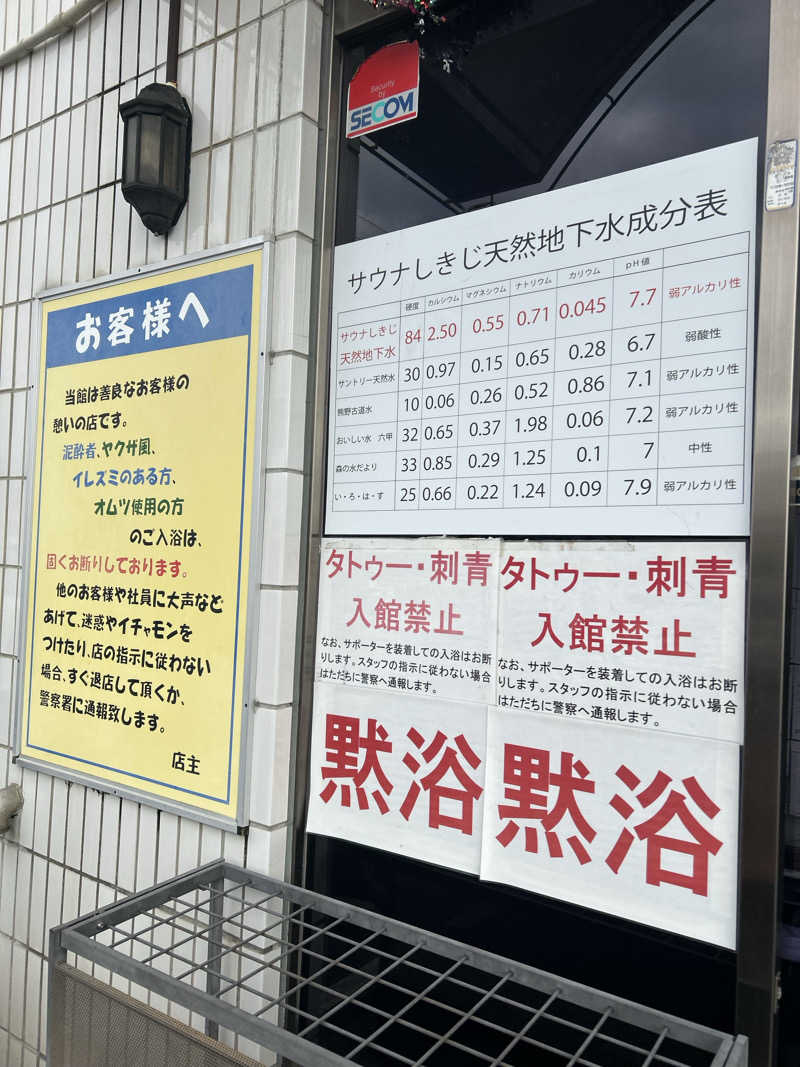 お客様へ
当館は善良なお客様の
憩いの店です。
泥酔者、ヤクザ風、
イレズミのある方、
オムツ使用の方
のご入浴は、
固くお断りしております。
他のお客様や社員に大声など
あげて、迷惑やイチャモンを
つけたり、店の指示に従わない
場合、すぐ退店して頂くか、
警察署に通報致します。
店主
Security
by
SECOM
サウナしきじ天然地下水成分表
硬度 カルシウム マグネシウム ナトリウム カリウム pH値
サウナしきじ
天然地下水 84 2.50 0.55 0.71 0.045 7.7 弱アルカリ性
サントリー天然水 30 0.97 0.15 0.65 0.28 6.7 弱酸性
熊野古道水 10 0.06 0.26 0.52 0.86 7.1 弱アルカリ性
おいしい水 六甲 32 0.65 0.37 1.98 0.06 7.2 弱アルカリ性
森の水だより 33 0.85 0.29 1.25 0.1 7 中性
い・ろ・は・す 25 0.66 0.22 1.24 0.09 7.9 弱アルカリ性
タトゥー・刺青
入館禁止
なお、サポーターを装着しての入浴はお断
りします。スタッフの指示に従わない場合
はただちに警察へ通報します。
黙浴
タトゥー・刺青
入館禁止
なお、サポーターを装着しての入浴はお断
りします。スタッフの指示に従わない場合
はただちに警察へ通報します。
黙浴